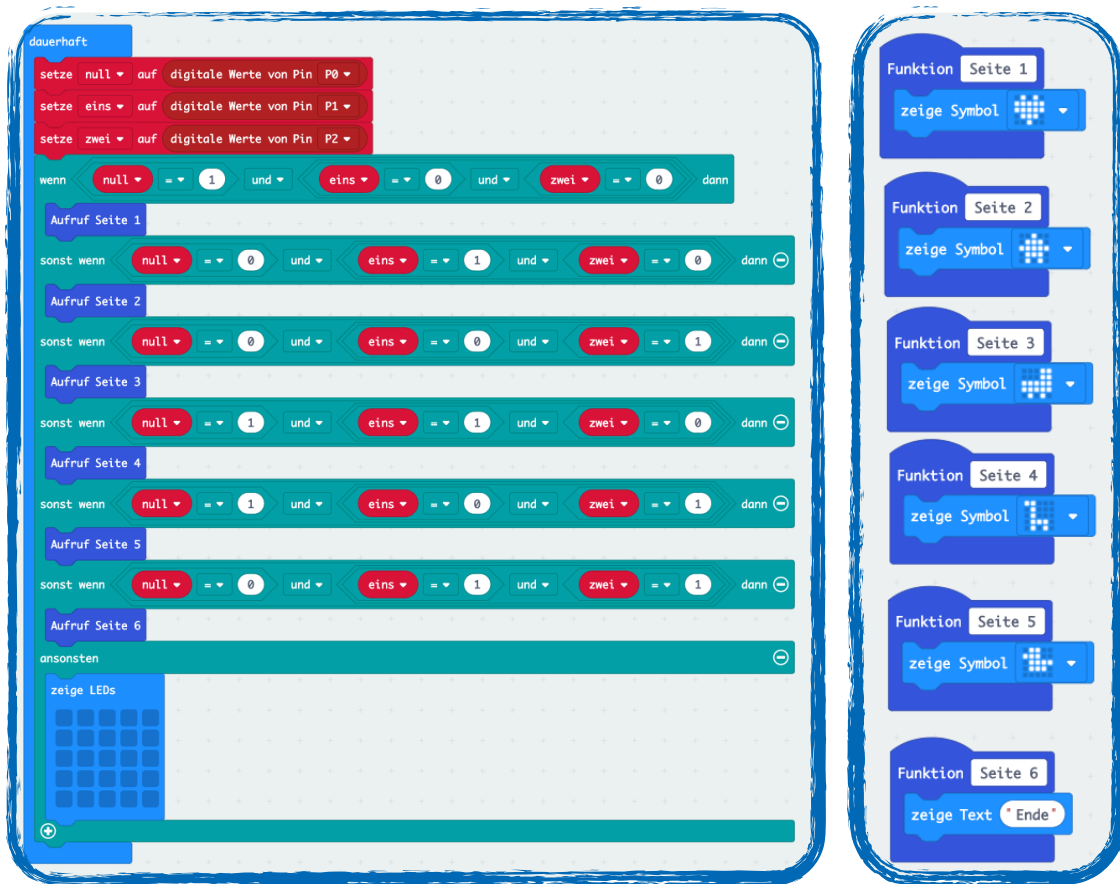 dauerhaft
setze null auf digitale Werte von Pin P0
setze eins auf digitale Werte von Pin P1
setze zwei auf digitale Werte von Pin P2
wenn null = 1 und eins = 0 und zwei = 0 dann
Aufruf Seite 1
sonst wenn null = 0 und eins = 1 und zwei = 0 dann
Aufruf Seite 2
sonst wenn null = 0 und eins = 0 und zwei = 1 dann
Aufruf Seite 3
sonst wenn null = 1 und eins = 1 und zwei = 0 dann
Aufruf Seite 4
sonst wenn null = 1 und eins = 0 und zwei = 1 dann
Aufruf Seite 5
sonst wenn null = 0 und eins = 1 und zwei = 1 dann
Aufruf Seite 6
ansonsten
zeige LEDs
Funktion Seite 1
zeige Symbol
Funktion Seite 2
zeige Symbol
Funktion Seite 3
zeige Symbol
Funktion Seite 4
zeige Symbol
Funktion Seite 5
zeige Symbol
Funktion Seite 6
zeige Text "Ende"